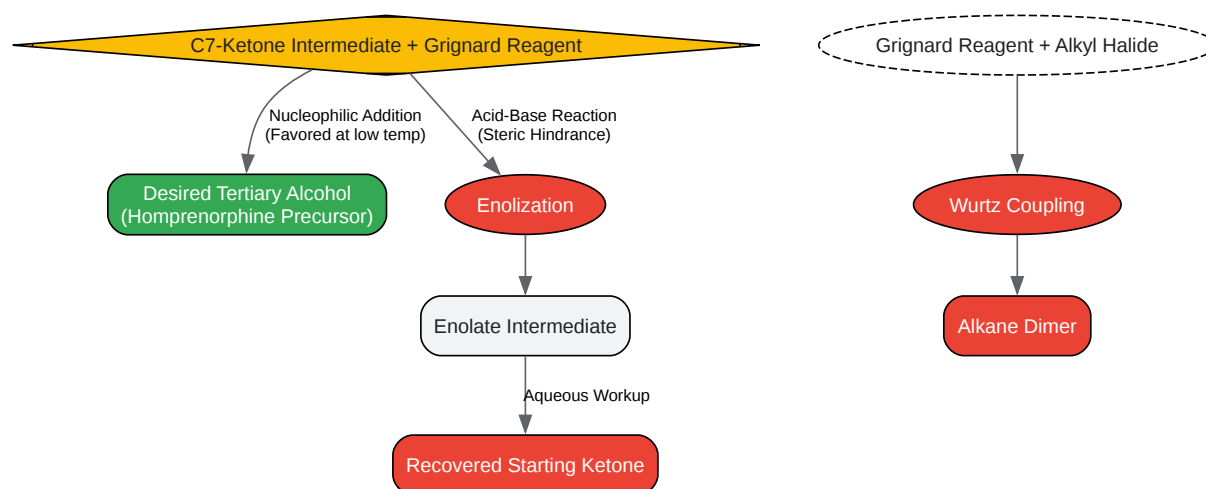 C7-Ketone Intermediate + Grignard Reagent
Grignard Reagent + Alkyl Halide
Nucleophilic Addition
(Favored at low temp)
Acid-Base Reaction
(Steric Hindrance)
Desired Tertiary Alcohol
(Homprenorphine Precursor)
Enolization
Wurtz Coupling
Enolate Intermediate
Alkane Dimer
Aqueous Workup
Recovered Starting Ketone